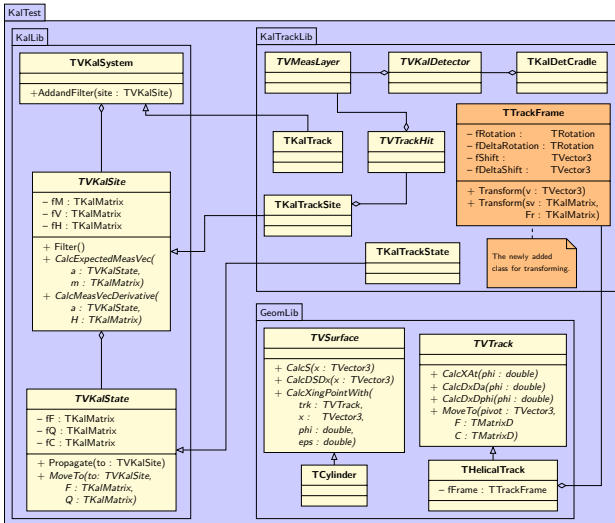 KalTest
KalLib
TVKalSystem
+AddandFilter(site : TVKalSite)
TVKalSite
− fM : TKalMatrix
− fV : TKalMatrix
− fH : TKalMatrix
+ Filter()
+ CalcExpectedMeasVec(
a : TVKalState,
m : TKalMatrix)
+ CalcMeasVecDerivative(
a : TVKalState,
H : TKalMatrix)
TVKalState
− fF : TKalMatrix
− fQ : TKalMatrix
− fC : TKalMatrix
+ Propagate(to : TVKalSite)
+ MoveTo(to: TVKalSite,
F : TKalMatrix,
Q : TKalMatrix)
KalTrackLib
TVMeasLayer
TVKalDetector
TKalDetCradle
TKalTrack
TVTrackHit
TKalTrackSite
TKalTrackState
TTrackFrame
− fRotation : TRotation
− fDeltaRotation : TRotation
− fShift : TVector3
− fDeltaShift : TVector3
+ Transform(v : TVector3)
+ Transform(sv : TKalMatrix,
Fr : TKalMatrix)
The newly added
class for transforming.
GeomLib
TVSurface
+ CalcS(x : TVector3)
+ CalcDSDx(x : TVector3)
+ CalcXingPointWith(
trk : TVTrack,
x : TVector3,
phi : double,
eps : double)
TCylinder
TVTrack
+ CalcXAt(phi : double)
+ CalcDxDa(phi : double)
+ CalcDxDphi(phi : double)
+ MoveTo(pivot : TVector3,
F : TMatrixD
C : TMatrixD)
THelicalTrack
− fFrame : TTrackFrame